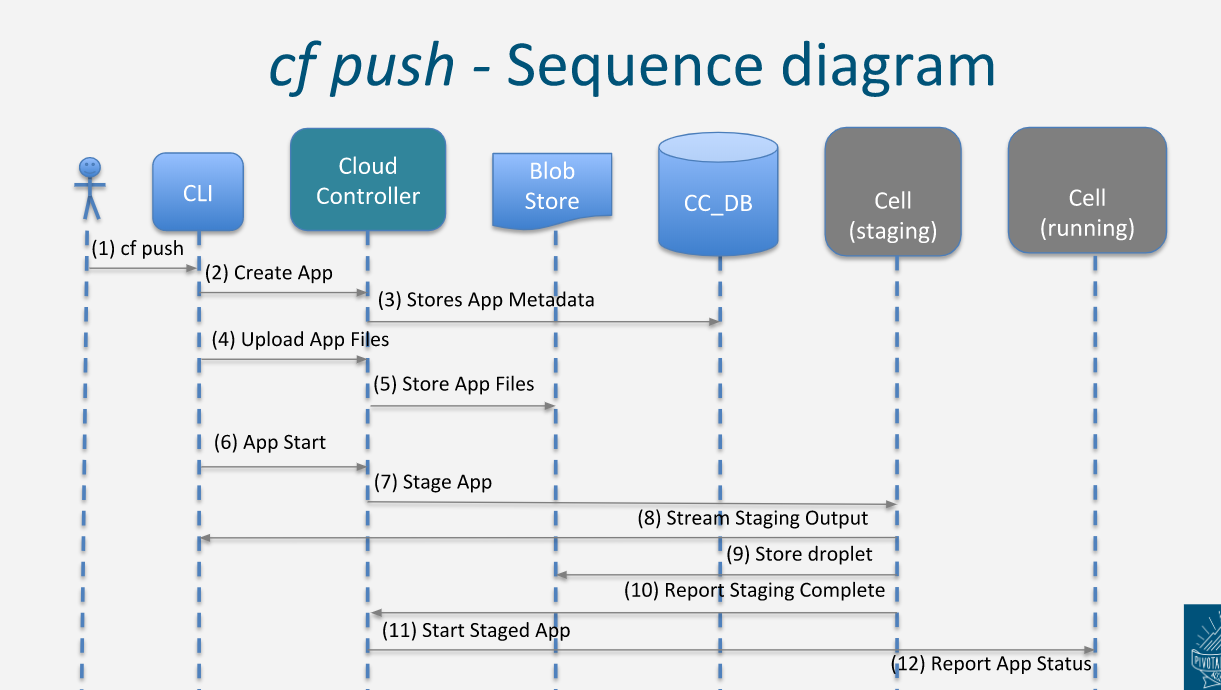 cf push - Sequence diagram
CLI
Cloud
Controller
Blob
Store
CC_DB
Cell
(staging)
Cell
(running)
(1) cf push
(2) Create App
(3) Stores App Metadata
(4) Upload App Files
(5) Store App Files
(6) App Start
(7) Stage App
(8) Stream Staging Output
(9) Store droplet
(10) Report Staging Complete
(11) Start Staged App
(12) Report App Status